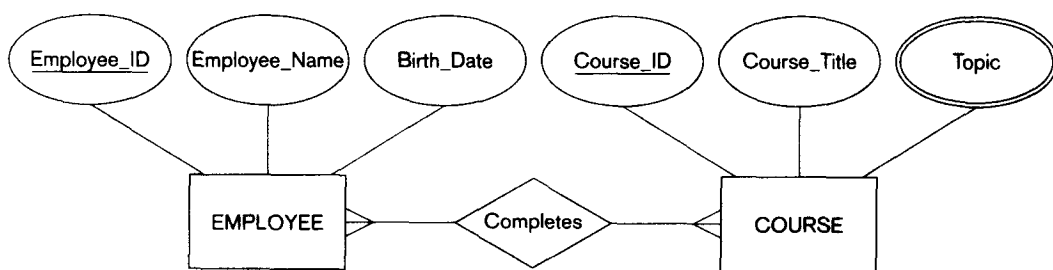 Employee_ID
Employee_Name
Birth_Date
Course_ID
Course_Title
Topic
EMPLOYEE
Completes
COURSE